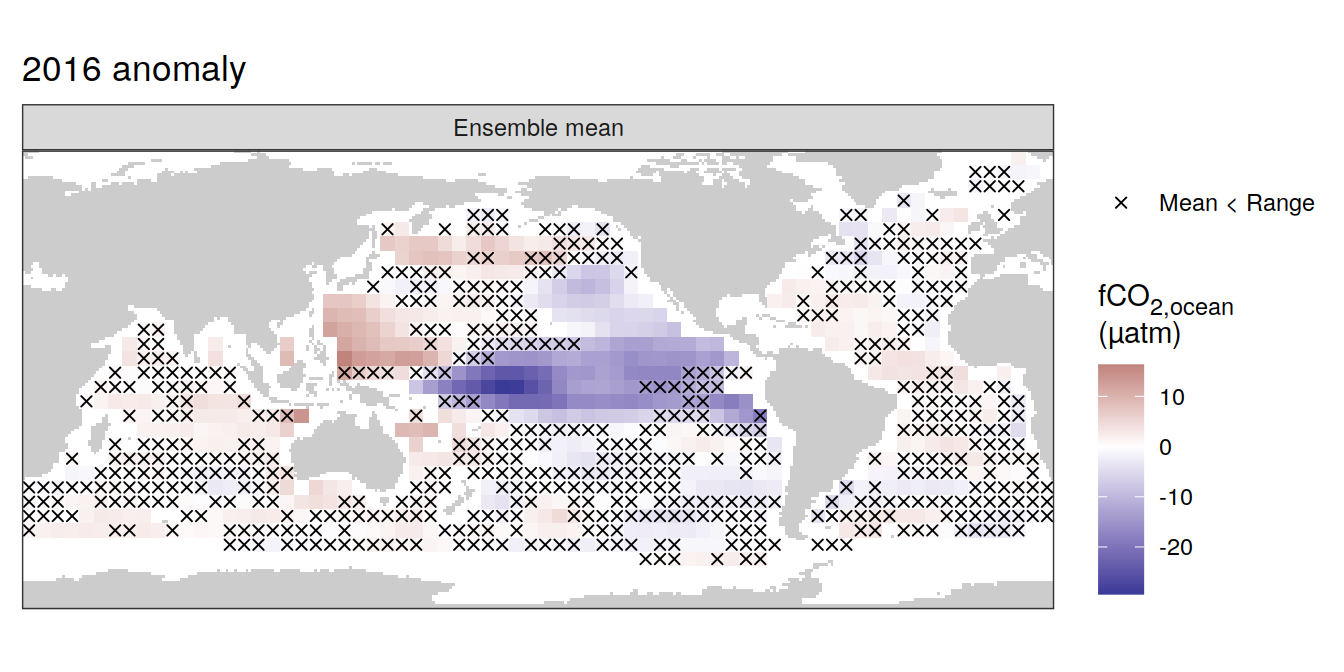 2016 anomaly
Ensemble mean
× Mean < Range
fCO2,ocean
(µatm)
10
0
-10
-20